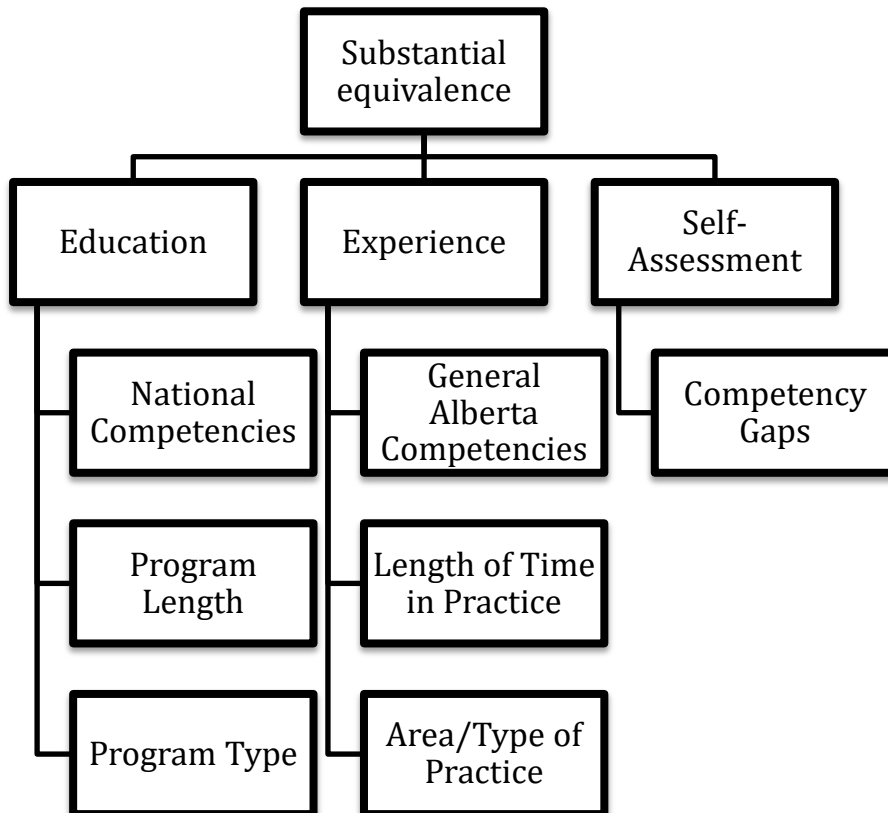 Substantial
equivalence
Education
Experience
Self-
Assessment
National
Competencies
General
Alberta
Competencies
Competency
Gaps
Program
Length
Length of Time
in Practice
Program Type
Area/Type of
Practice